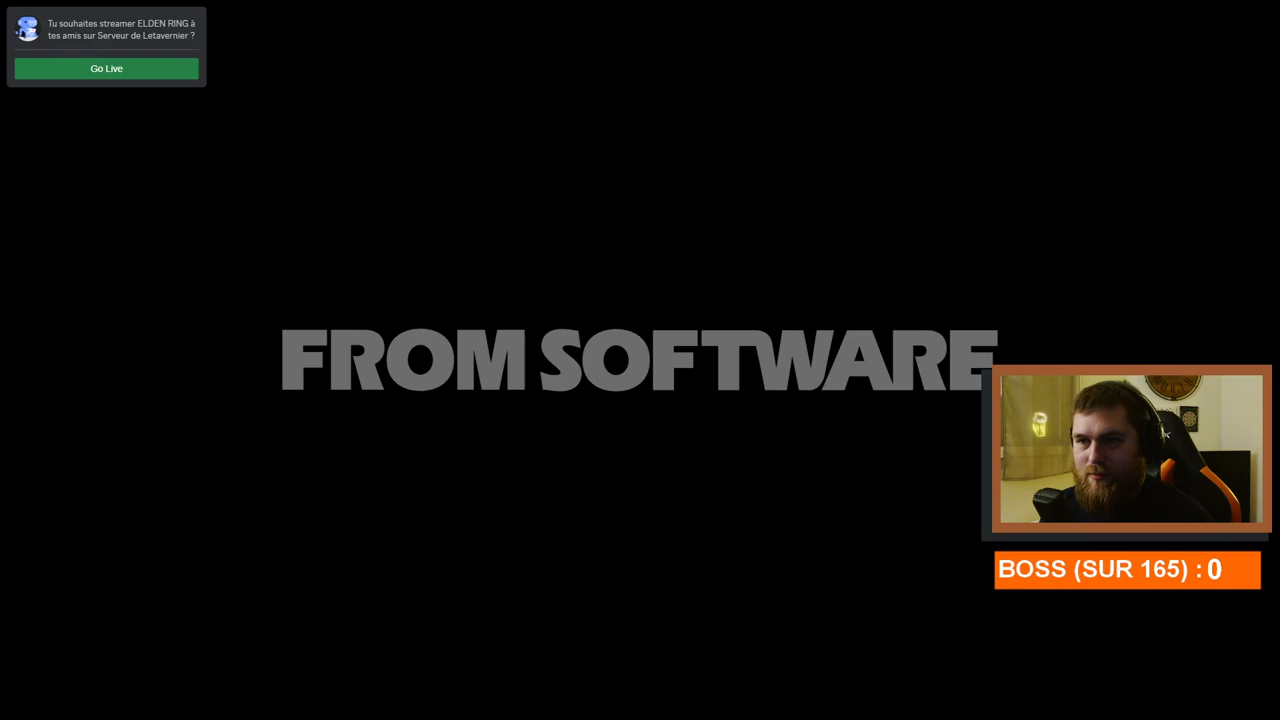 Tu souhaites streamer ELDEN RING à
tes amis sur Serveur de Letavernier ?
Go Live
FROM SOFTWARE
BOSS (SUR 165) : 0